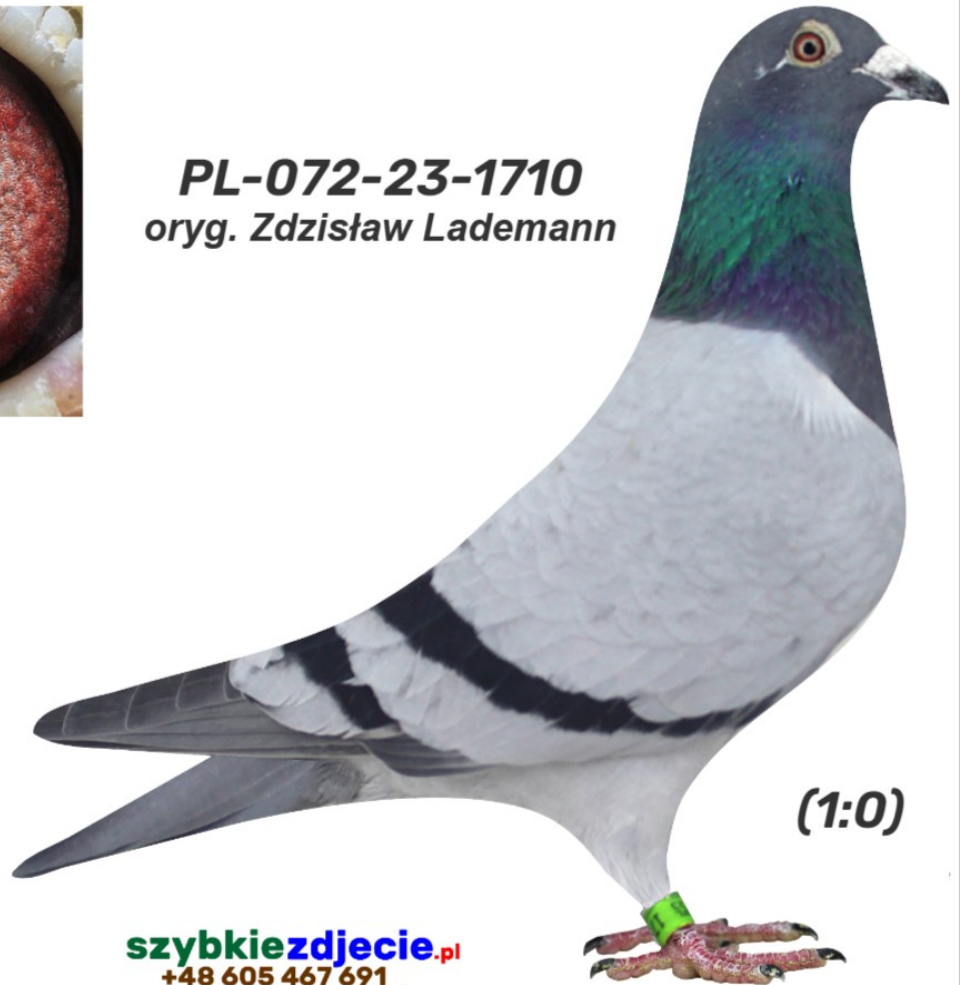 PL-072-23-1710
oryg. Zdzisław Lademann
(1:0)
szybkiezdjecie.pl
+48 605 467 691